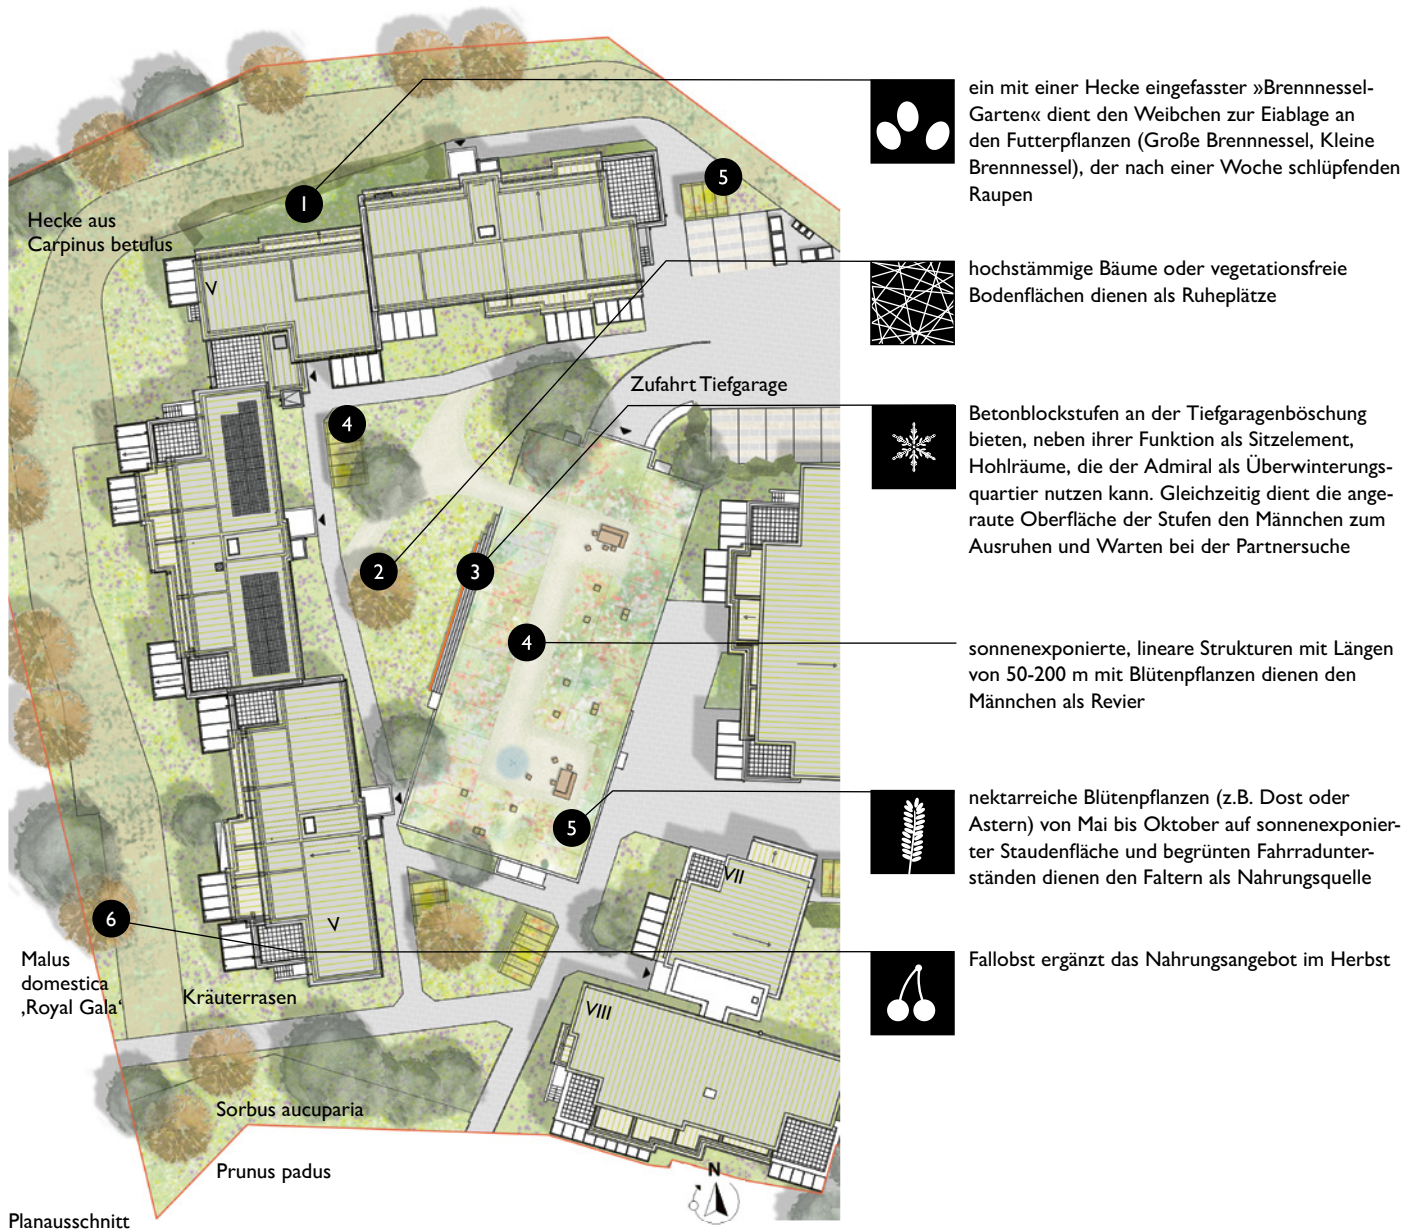 ein mit einer Hecke eingefasster »Brennnessel-
Garten« dient den Weibchen zur Eiablage an
den Futterpflanzen (Große Brennnessel, Kleine
Brennnessel), der nach einer Woche schlüpfenden
Raupen
5
1
Hecke aus
Carpinus betulus
hochstämmige Bäume oder vegetationsfreie
Bodenflächen dienen als Ruheplätze
V
Zufahrt Tiefgarage
4
Betonblockstufen an der Tiefgaragenböschung
bieten, neben ihrer Funktion als Sitzelement,
Hohlräume, die der Admiral als Überwinterungs-
quartier nutzen kann. Gleichzeitig dient die ange-
raute Oberfläche der Stufen den Männchen zum
Ausruhen und Warten bei der Partnersuche
2
3
4
sonnenexponierte, lineare Strukturen mit Längen
von 50-200 m mit Blütenpflanzen dienen den
Männchen als Revier
5
nektarreiche Blütenpflanzen (z.B. Dost oder
Astern) von Mai bis Oktober auf sonnenexponier-
ter Staudenfläche und begrünten Fahrradunter-
ständen dienen den Faltern als Nahrungsquelle
VII
6
V
Malus
domestica
‚Royal Gala‘
Kräuterrasen
Fallobst ergänzt das Nahrungsangebot im Herbst
VIII
Sorbus aucuparia
Prunus padus
N
Planausschnitt